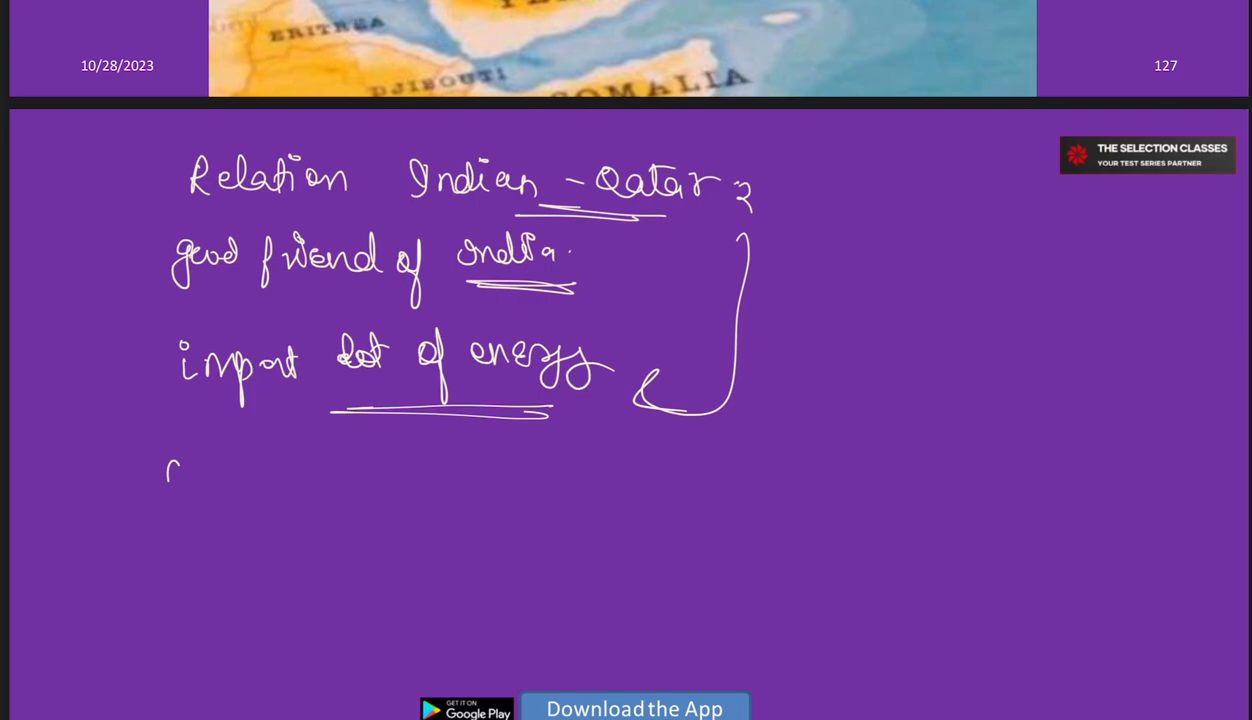 ERITREA
10/28/2023
127
DJIBOUTI
SOMALIA
THE SELECTION CLASSES
YOUR TEST SERIES PARTNER
Relation Indian - Qatar
good friend of India.
import lot of energy
GET IT ON
Google Play
Download the App